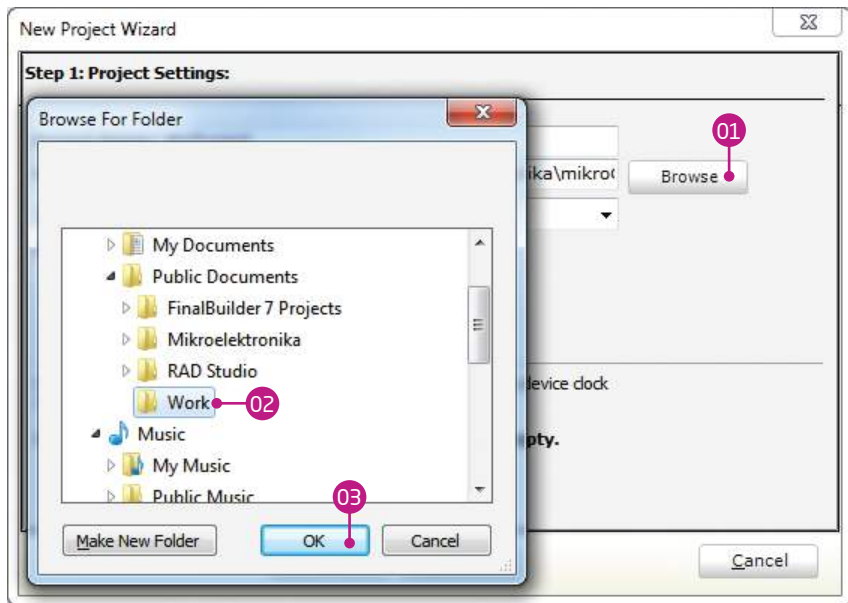 New Project Wizard
Step 1: Project Settings:
Browse For Folder
01
ika\mikro
Browse
My Documents
Public Documents
FinalBuilder 7 Projects
Mikroelektronika
RAD Studio
device clock
Work
02
Music
pty.
My Music
Public Music
03
Make New Folder
OK
Cancel
Cancel